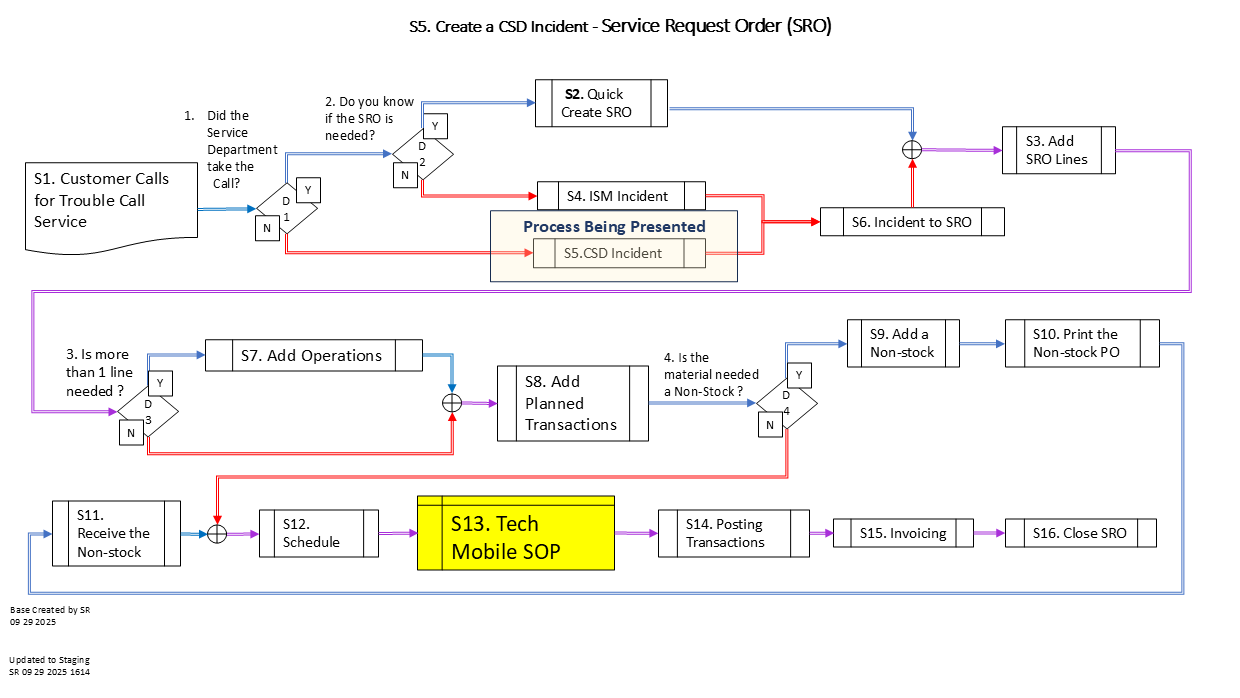 S5. Create a CSD Incident - Service Request Order (SRO)
1. Did the
Service
Department
take the
Call?
2. Do you know
if the SRO is
needed?
S2. Quick
Create SRO
Y
D
2
N
S3. Add
SRO Lines
S1. Customer Calls
for Trouble Call
Service
Y
D
1
N
S4. ISM Incident
S6. Incident to SRO
Process Being Presented
S5.CSD Incident
3. Is more
than 1 line
needed ?
Y
D
3
N
S7. Add Operations
S8. Add
Planned
Transactions
4. Is the
material needed
a Non-Stock ?
Y
D
4
N
S9. Add a
Non-stock
S10. Print the
Non-stock PO
S11.
Receive the
Non-stock
S12.
Schedule
S13. Tech
Mobile SOP
S14. Posting
Transactions
S15. Invoicing
S16. Close SRO
Base Created by SR
09 29 2025
Updated to Staging
SR 09 29 2025 1614